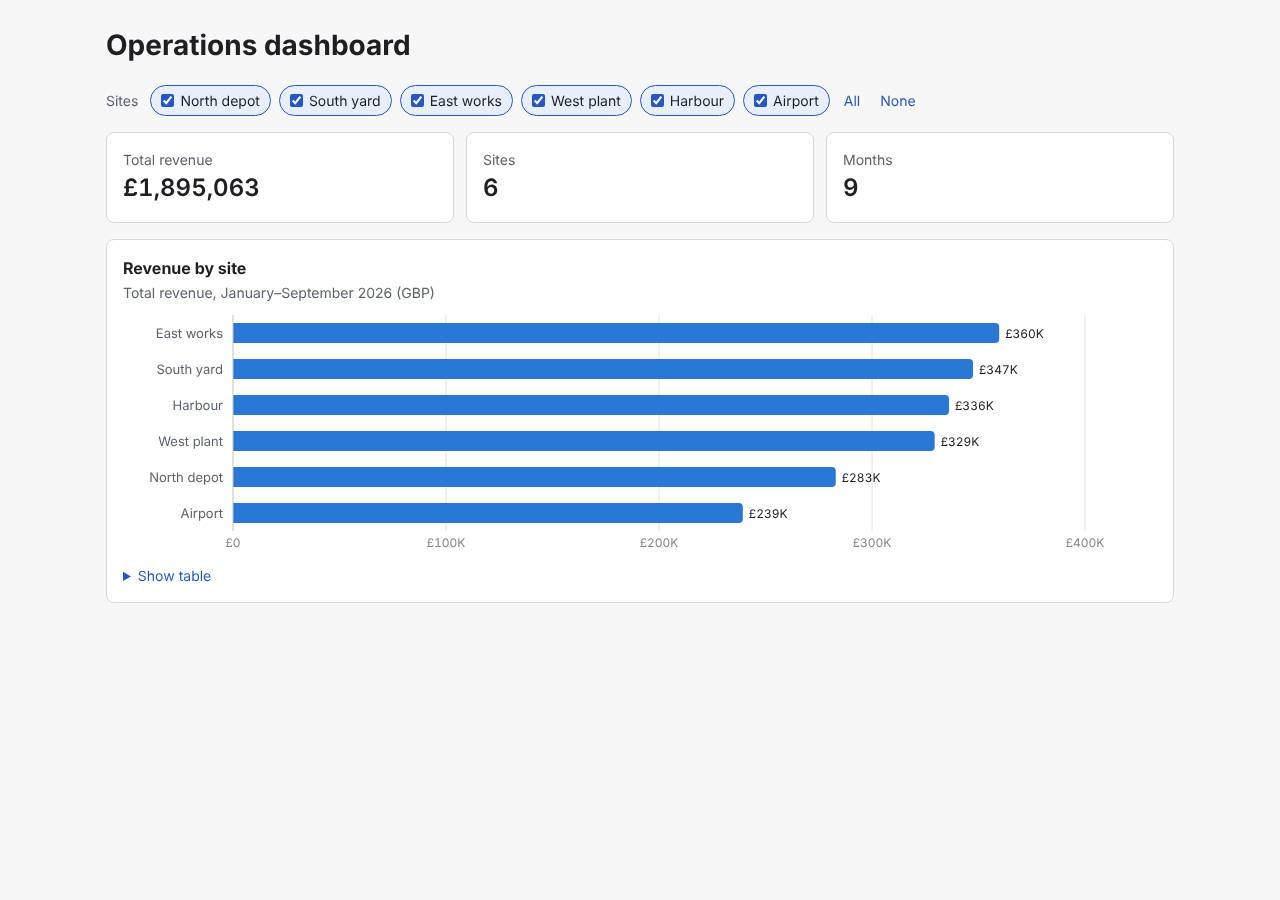 Operations dashboard
Sites North depot South yard East works West plant Harbour Airport All None
Total revenue
£1,895,063
Sites
6
Months
9
Revenue by site
Total revenue, January–September 2026 (GBP)
East works £360K
South yard £347K
Harbour £336K
West plant £329K
North depot £283K
Airport £239K
£0 £100K £200K £300K £400K
Show table